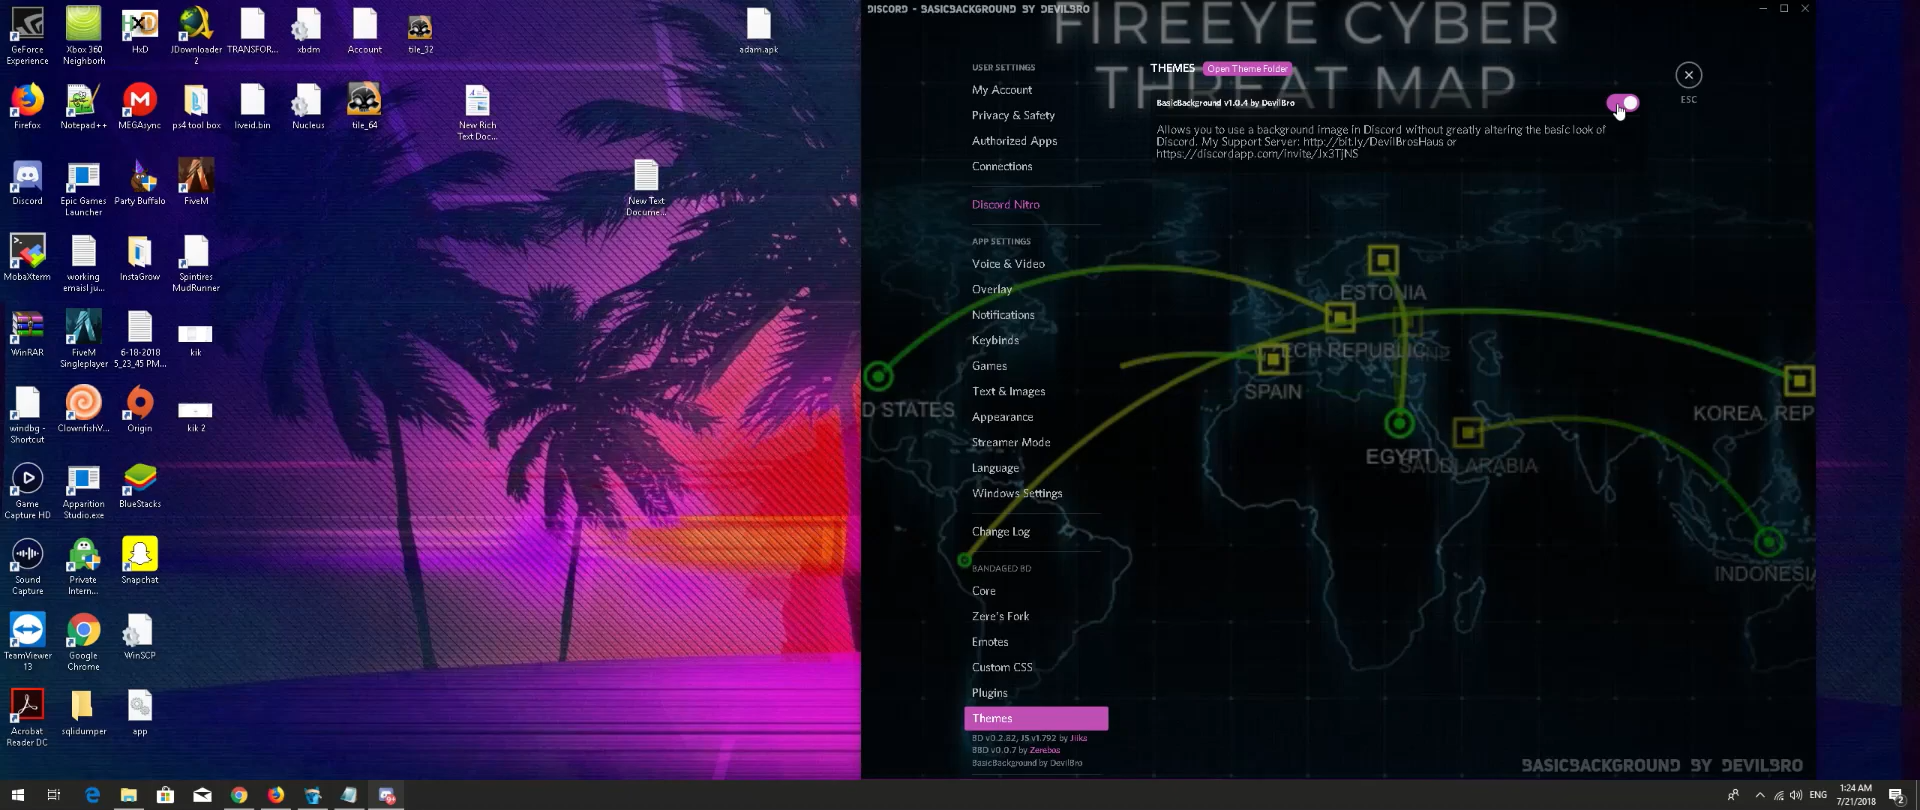 GeForce
Experience
Xbox 360
Neighborh
HxD
JDownloader
2
TRANSFOR...
xbdm
Account
tile_32
adam.apk
Firefox
Notepad++
MEGAsync
ps4 tool box
liveid.bin
Nucleus
tile_64
New Rich
Text Doc...
Discord
Epic Games
Launcher
Party Buffalo
FiveM
New Text
Docume...
MobaXterm
working
emaisl ju...
InstaGrow
Spintires
MudRunner
WinRAR
FiveM
Singleplayer
6-18-2018
5_23_45 PM...
kik
windbg -
Shortcut
ClownfishV...
Origin
kik 2
Game
Capture HD
Apparition
Studio.exe
BlueStacks
Sound
Capture
Private
Intern...
Snapchat
TeamViewer
13
Google
Chrome
WinSCP
Acrobat
Reader DC
sqlidumper
app
DISCORD - BASICBACKGROUND BY DEVILBRO
FIREEYE CYBER
THREAT MAP
USER SETTINGS
My Account
Privacy & Safety
Authorized Apps
Connections
Discord Nitro
APP SETTINGS
Voice & Video
Overlay
Notifications
Keybinds
Games
Text & Images
Appearance
Streamer Mode
Language
Windows Settings
Change Log
BANDAGED BD
Core
Zere's Fork
Emotes
Custom CSS
Plugins
Themes
BD v0.2.82, JS v1.792 by Jiiks
BBD v0.0.7 by Zerebos
BasicBackground by DevilBro
THEMES Open Theme Folder
BasicBackground v1.0.4 by DevilBro
Allows you to use a background image in Discord without greatly altering the basic look of
Discord. My Support Server: http://bit.ly/DevilBrosHaus or
https://discordapp.com/invite/Jx3TjNS
ESC
ESTONIA
ECH REPUBLIC
SPAIN
D STATES
KOREA, REP
EGYPT
SAUDI ARABIA
INDONESIA
BASICBACKGROUND BY DEVILBRO
ENG
1:24 AM
7/21/2018
2